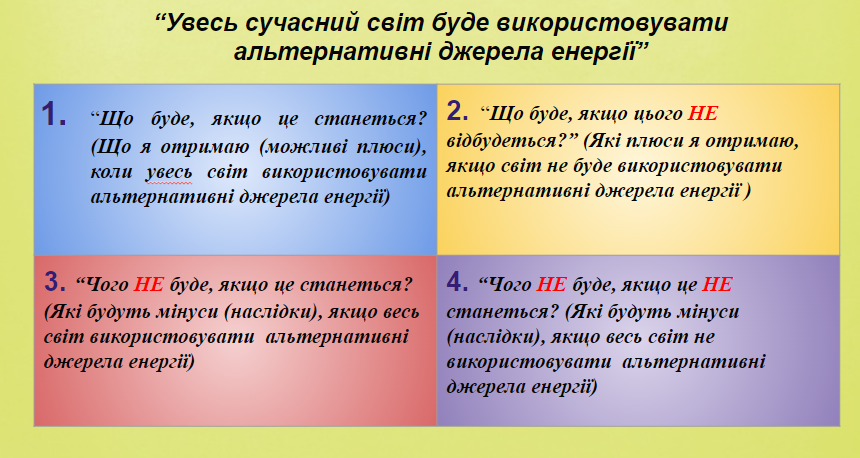 “Увесь сучасний світ буде використовувати
альтернативні джерела енергії”
1. “Що буде, якщо це станеться?
(Що я отримаю (можливі плюси),
коли увесь світ використовувати
альтернативні джерела енергії)
2. “Що буде, якщо цього НЕ
відбудеться?” (Які плюси я отримаю,
якщо світ не буде використовувати
альтернативні джерела енергії )
3. “Чого НЕ буде, якщо це станеться?
(Які будуть мінуси (наслідки), якщо весь
світ використовувати альтернативні
джерела енергії)
4. “Чого НЕ буде, якщо це НЕ
станеться? (Які будуть мінуси
(наслідки), якщо весь світ не
використовувати альтернативні
джерела енергії)